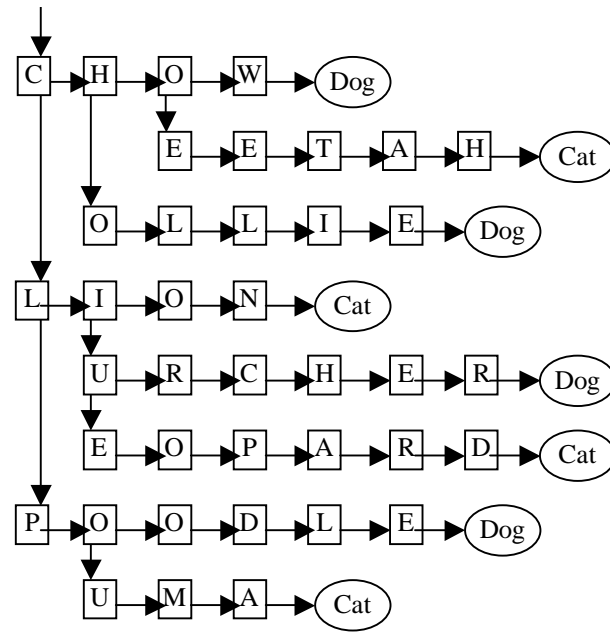 C H O W Dog
E E T A H Cat
O L L I E Dog
L I O N Cat
U R C H E R Dog
E O P A R D Cat
P O O D L E Dog
U M A Cat